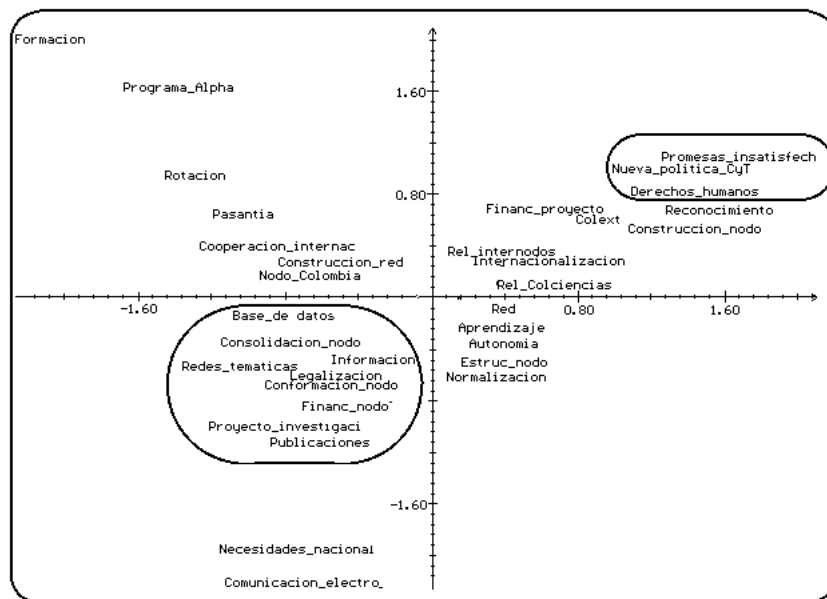 Formacion
Programa_Alpha
1.60
Promesas_insatisfech
Nueva_politica_CyT
Rotacion
0.80
Derechos_humanos
Pasantia
Financ_proyecto
Reconocimiento
Colext
Construccion_nodo
Cooperacion_internac
Rel_internodos
Construccion_red
Internacionalizacion
Nodo_Colombia
Rel_Colciencias
-1.60
Red
0.80
1.60
Base_de datos
Aprendizaje
Consolidacion_nodo
Autonomia
Informacion
Redes_tematicas
Estruc_nodo
Legalizacion
Normalizacion
Conformacion_nodo
Financ_nodo
Proyecto_investigaci
Publicaciones
-1.60
Necesidades_nacional
Comunicacion_electro_